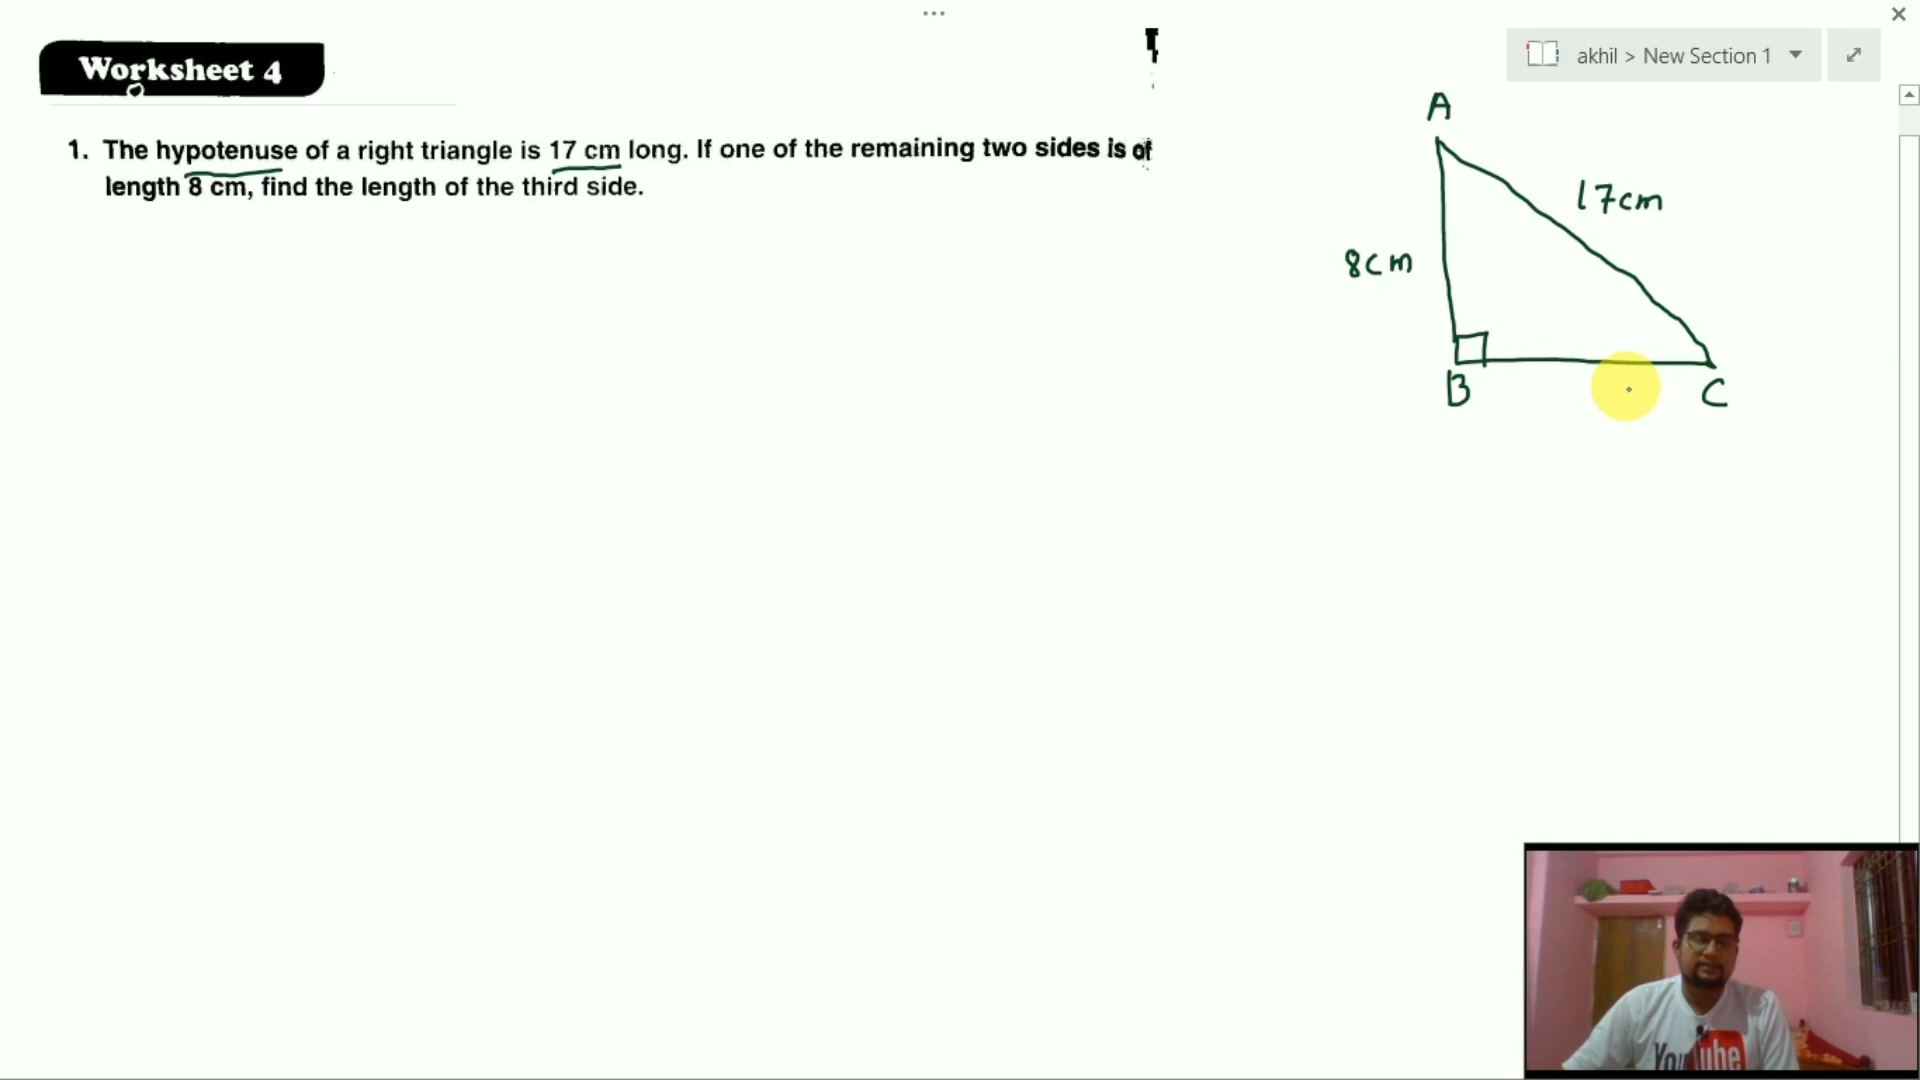 Worksheet 4
akhil > New Section 1
1. The hypotenuse of a right triangle is 17 cm long. If one of the remaining two sides is of
length 8 cm, find the length of the third side.
A
17cm
8cm
B
C
YouTube